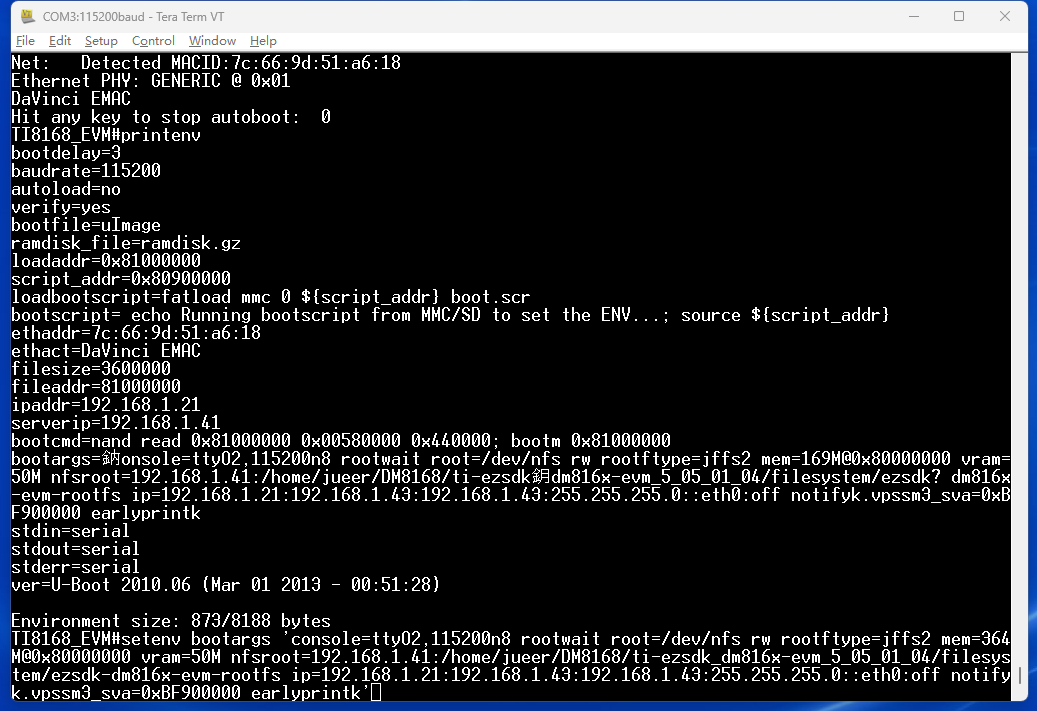 COM3:115200baud - Tera Term VT
File Edit Setup Control Window Help
Net:   Detected MACID:7c:66:9d:51:a6:18
Ethernet PHY: GENERIC @ 0x01
DaVinci EMAC
Hit any key to stop autoboot:  0
TI8168_EVM#printenv
bootdelay=3
baudrate=115200
autoload=no
verify=yes
bootfile=uImage
ramdisk_file=ramdisk.gz
loadaddr=0x81000000
script_addr=0x80900000
loadbootscript=fatload mmc 0 ${script_addr} boot.scr
bootscript= echo Running bootscript from MMC/SD to set the ENV...; source ${script_addr}
ethaddr=7c:66:9d:51:a6:18
ethact=DaVinci EMAC
filesize=3600000
fileaddr=81000000
ipaddr=192.168.1.21
serverip=192.168.1.41
bootcmd=nand read 0x81000000 0x00580000 0x440000; bootm 0x81000000
bootargs=鈉onsole=ttyO2,115200n8 rootwait root=/dev/nfs rw rootftype=jffs2 mem=169M@0x80000000 vram=
50M nfsroot=192.168.1.41:/home/jueer/DM8168/ti-ezsdk鈅dm816x-evm_5_05_01_04/filesystem/ezsdk? dm816x
-evm-rootfs ip=192.168.1.21:192.168.1.43:192.168.1.43:255.255.255.0::eth0:off notifyk.vpssm3_sva=0xB
F900000 earlyprintk
stdin=serial
stdout=serial
stderr=serial
ver=U-Boot 2010.06 (Mar 01 2013 - 00:51:28)
Environment size: 873/8188 bytes
TI8168_EVM#setenv bootargs 'console=ttyO2,115200n8 rootwait root=/dev/nfs rw rootftype=jffs2 mem=364
M@0x80000000 vram=50M nfsroot=192.168.1.41:/home/jueer/DM8168/ti-ezsdk_dm816x-evm_5_05_01_04/filesys
tem/ezsdk-dm816x-evm-rootfs ip=192.168.1.21:192.168.1.43:192.168.1.43:255.255.255.0::eth0:off notify
k.vpssm3_sva=0xBF900000 earlyprintk'